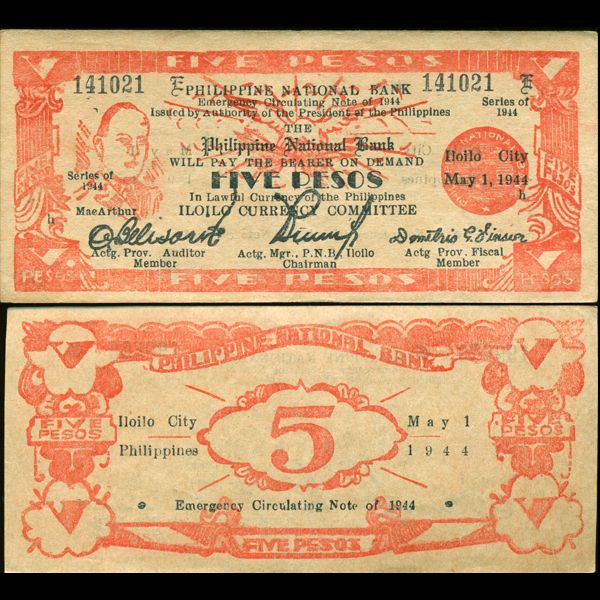 FIVE PESOS
141021 E PHILIPPINE NATIONAL BANK 141021 E
Emergency Circulating Note of 1944
Series of
1944
Issued by Authority of the President of the Philippines
THE
Philippine National Bank
WILL PAY THE BEARER ON DEMAND
FIVE PESOS
In Lawful Currency of the Philippines
ILOILO CURRENCY COMMITTEE
Series of
1944
MacArthur
h
Iloilo City
May 1, 1944
h
FIVE
PESOS
Actg. Prov. Auditor
Member
Actg. Mgr., P.N.B., Iloilo
Chairman
Actg Prov. Fiscal
Member
PESOS
FIVE PESOS
PESOS
PHILIPPINE NATIONAL BANK
FIVE
PESOS
Iloilo City
Philippines
5
May 1
1944
FIVE
PESOS
Emergency Circulating Note of 1944
FIVE PESOS